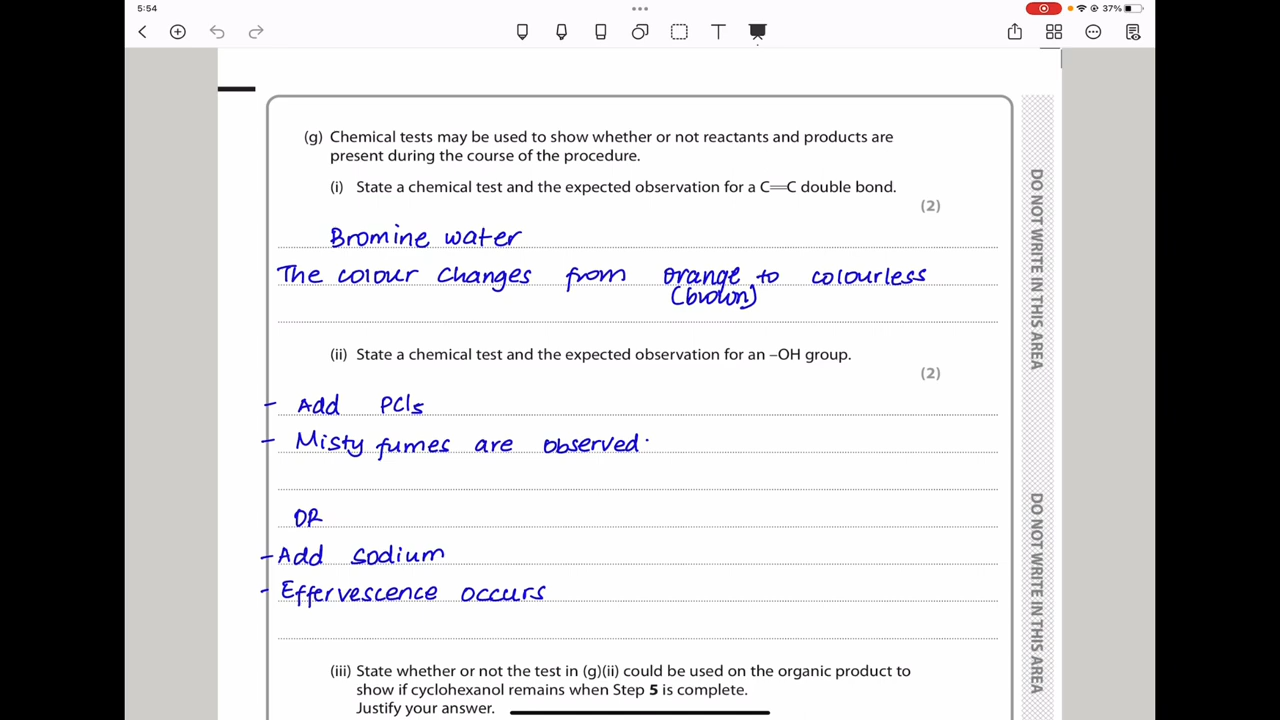 5:54
37%
(g) Chemical tests may be used to show whether or not reactants and products are
present during the course of the procedure.
(i) State a chemical test and the expected observation for a C=C double bond.
(2)
Bromine water
The colour changes from orange to colourless
(brown)
(ii) State a chemical test and the expected observation for an –OH group.
(2)
- Add PCl5
- Misty fumes are observed.
OR
- Add sodium
- Effervescence occurs
(iii) State whether or not the test in (g)(ii) could be used on the organic product to
show if cyclohexanol remains when Step 5 is complete.
Justify your answer.
DO NOT WRITE IN THIS AREA
DO NOT WRITE IN THIS AREA